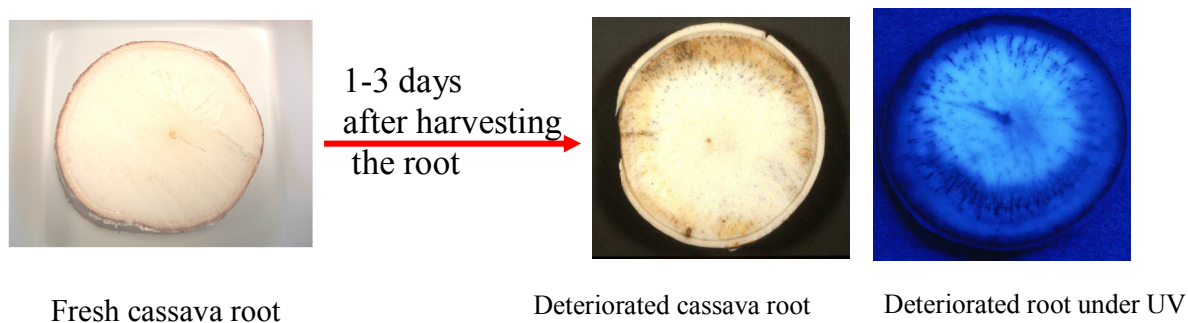 1-3 days
after harvesting
the root
Fresh cassava root
Deteriorated cassava root
Deteriorated root under UV